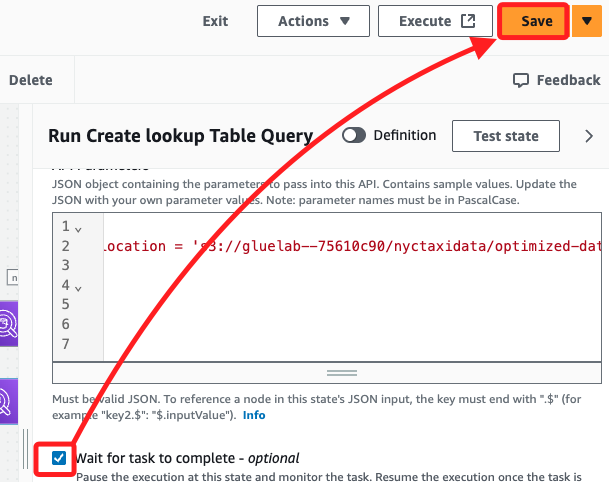 Exit
Actions
Execute
Save
Delete
Feedback
Run Create lookup Table Query
Definition
Test state
JSON object containing the parameters to pass into this API. Contains sample values. Update the
JSON with your own parameter values. Note: parameter names must be in PascalCase.
1
2 location = 's3://gluelab--75610c90/nyctaxidata/optimized-dat
3
4
5
6
7
n
Must be valid JSON. To reference a node in this state's JSON input, the key must end with ".$" (for
example "key2.$": "$.inputValue"). Info
Wait for task to complete - optional
Pause the execution at this state and monitor the task. Resume the execution once the task is